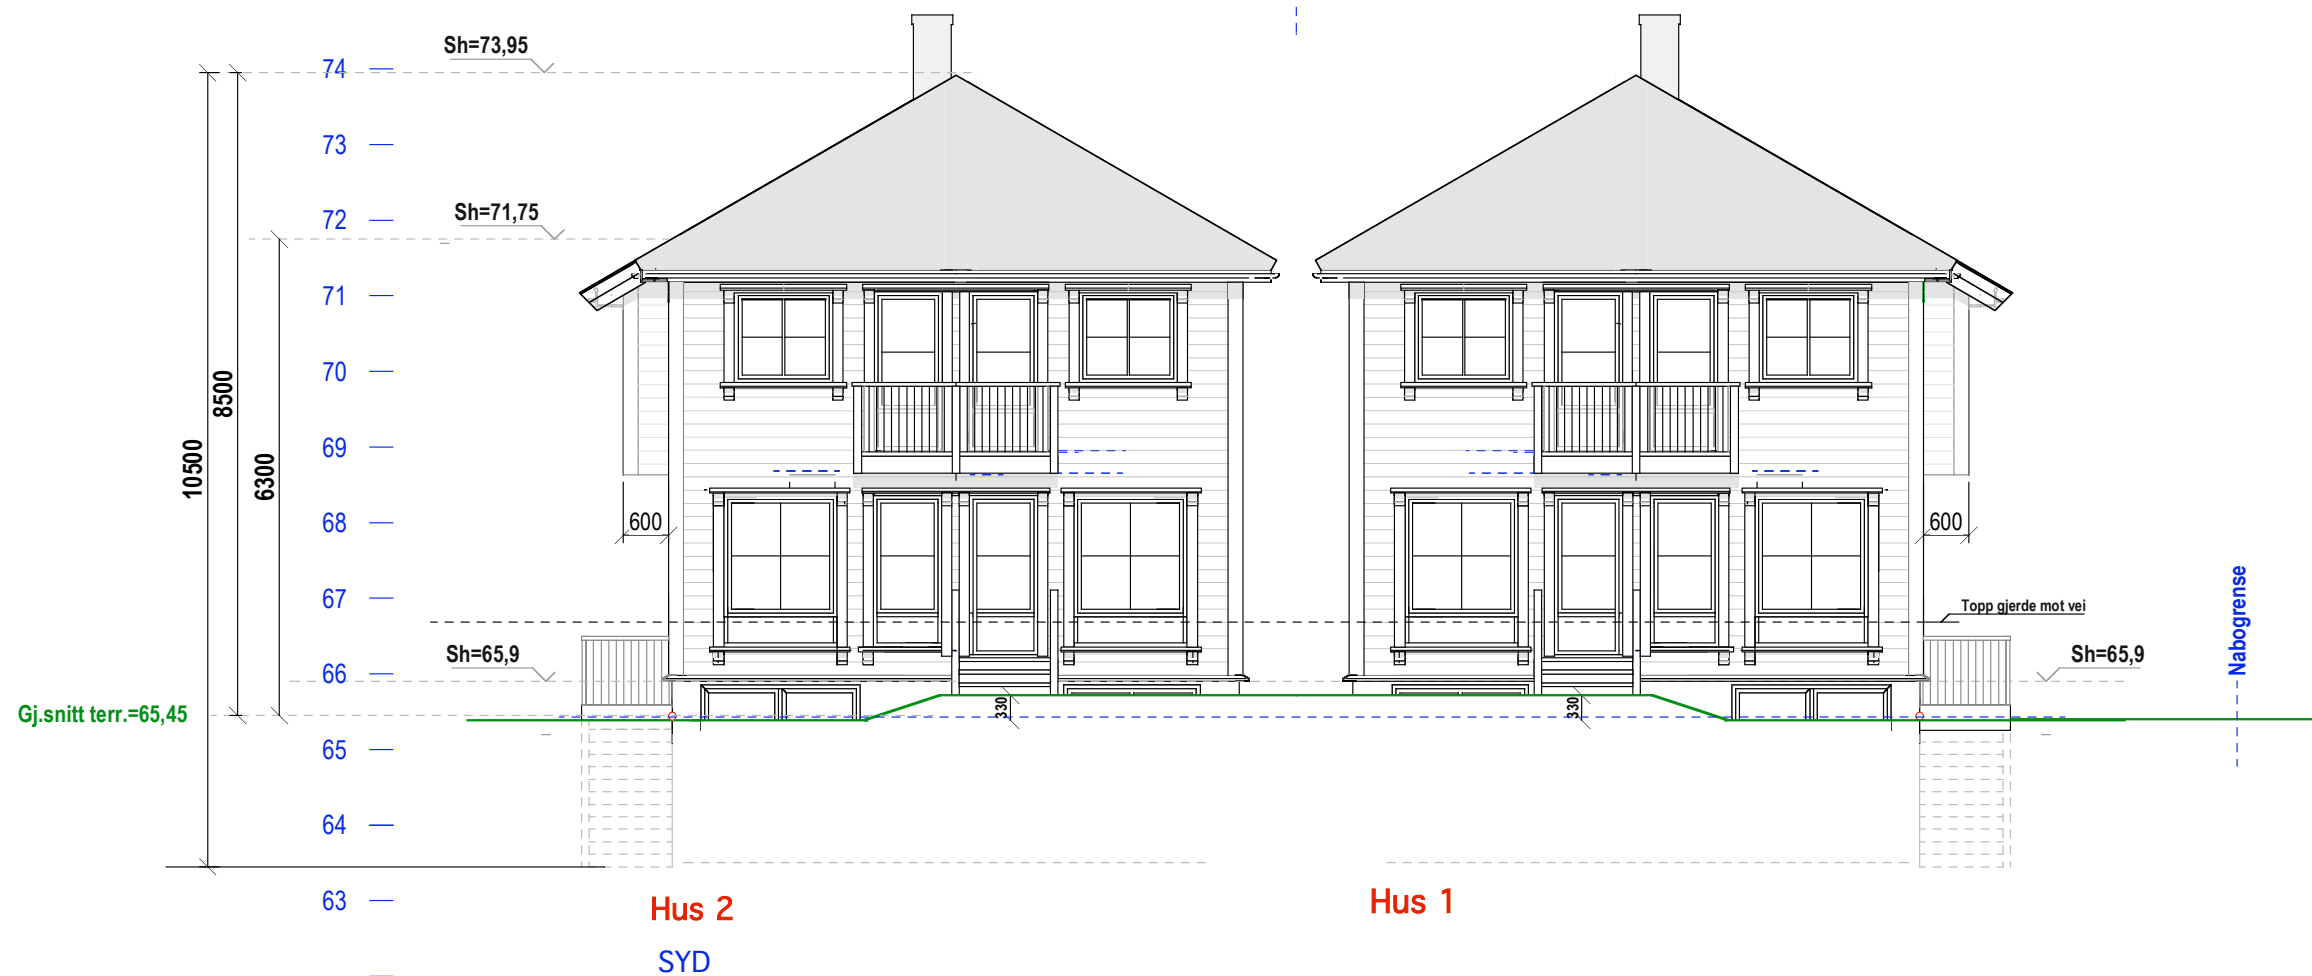 Sh=73,95
74
73
Sh=71,75
72
71
70
8500
10500
6300
69
68
600
600
67
Topp gjerde mot vei
Nabogrense
Sh=65,9
66
Sh=65,9
Gj.snitt terr.=65,45
330
330
65
64
63
Hus 2
Hus 1
SYD